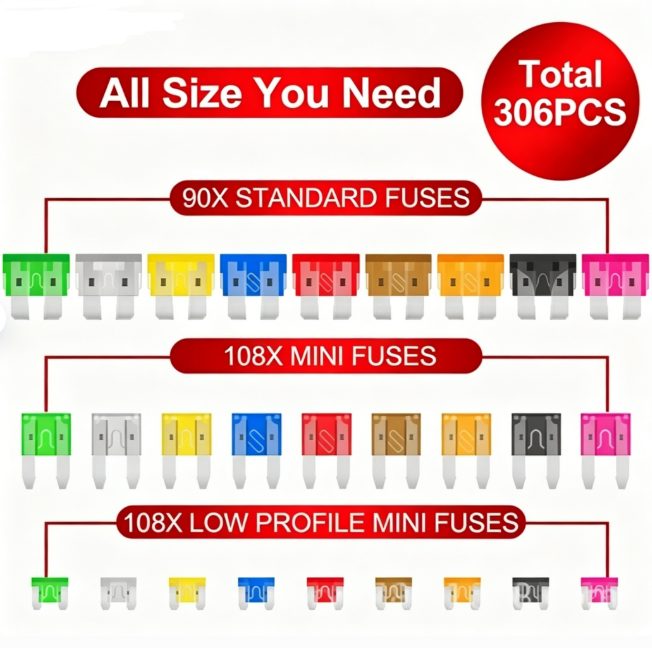 All Size You Need
Total
306PCS
90X STANDARD FUSES
108X MINI FUSES
108X LOW PROFILE MINI FUSES